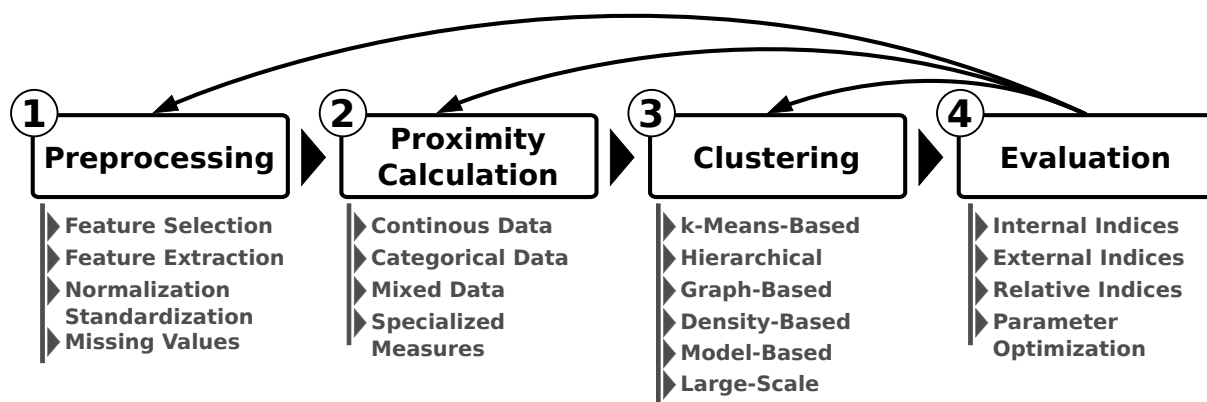 1
Preprocessing
Feature Selection
Feature Extraction
Normalization
Standardization
Missing Values
2
Proximity
Calculation
Continous Data
Categorical Data
Mixed Data
Specialized
Measures
3
Clustering
k-Means-Based
Hierarchical
Graph-Based
Density-Based
Model-Based
Large-Scale
4
Evaluation
Internal Indices
External Indices
Relative Indices
Parameter
Optimization